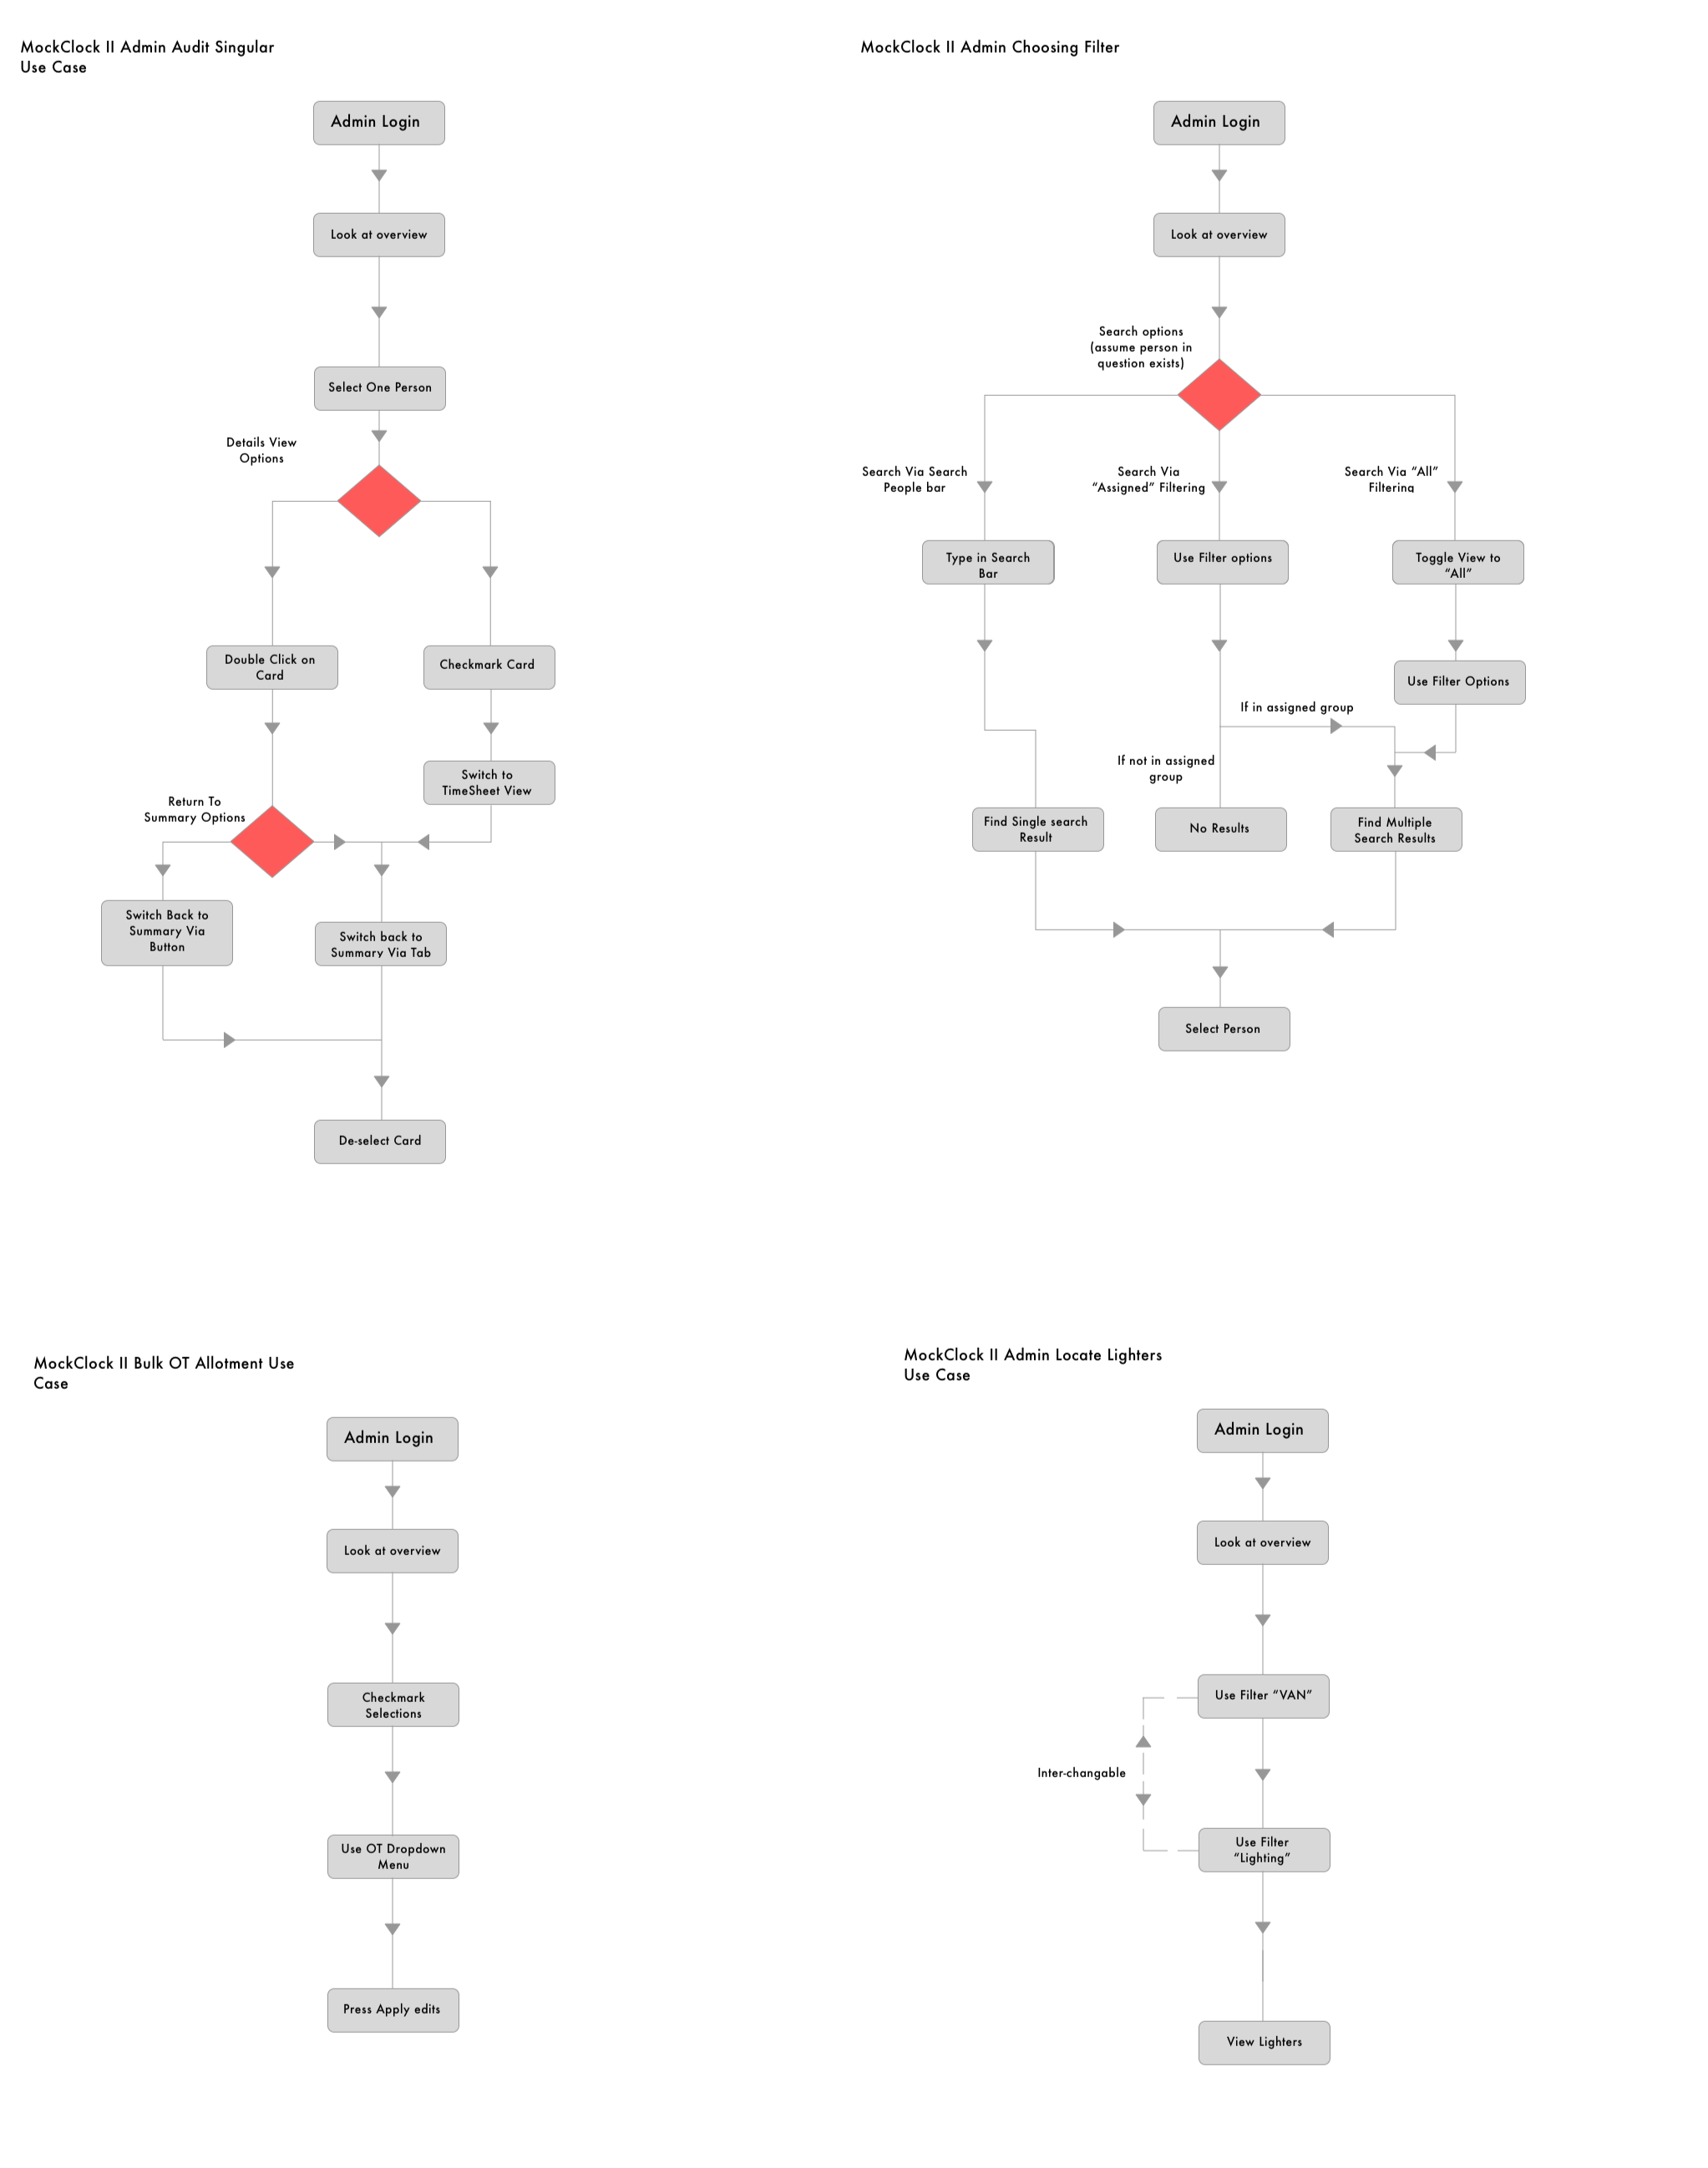 MockClock II Admin Audit Singular
Use Case
Admin Login
Look at overview
Select One Person
Details View
Options
Double Click on
Card
Checkmark Card
Switch to
TimeSheet View
Return To
Summary Options
Switch Back to
Summary Via
Button
Switch back to
Summary Via Tab
De-select Card
MockClock II Admin Choosing Filter
Admin Login
Look at overview
Search options
(assume person in
question exists)
Search Via Search
People bar
Search Via
“Assigned” Filtering
Search Via “All”
Filtering
Type in Search
Bar
Use Filter options
Toggle View to
“All”
Use Filter Options
If in assigned group
If not in assigned
group
Find Single search
Result
No Results
Find Multiple
Search Results
Select Person
MockClock II Bulk OT Allotment Use
Case
Admin Login
Look at overview
Checkmark
Selections
Use OT Dropdown
Menu
Press Apply edits
MockClock II Admin Locate Lighters
Use Case
Admin Login
Look at overview
Use Filter “VAN”
Inter-changable
Use Filter
“Lighting”
View Lighters